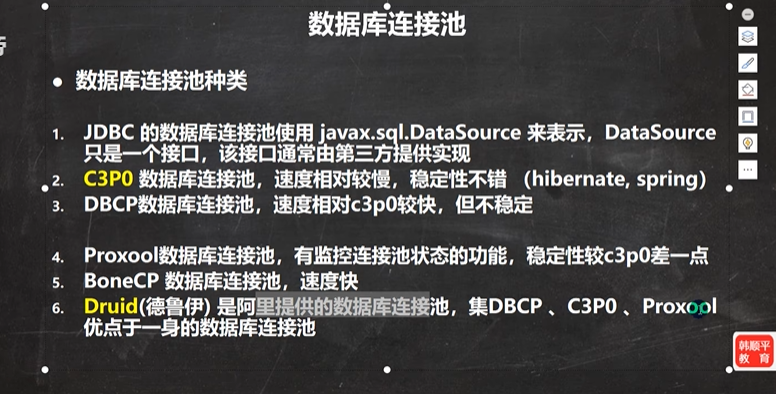 数据库连接池
● 数据库连接池种类
1. JDBC 的数据库连接池使用 javax.sql.DataSource 来表示，DataSource
只是一个接口，该接口通常由第三方提供实现
2. C3P0 数据库连接池，速度相对较慢，稳定性不错 （hibernate, spring）
3. DBCP数据库连接池，速度相对c3p0较快，但不稳定
4. Proxool数据库连接池，有监控连接池状态的功能，稳定性较c3p0差一点
5. BoneCP 数据库连接池，速度快
6. Druid(德鲁伊) 是阿里提供的数据库连接池，集DBCP 、C3P0 、Proxool
优点于一身的数据库连接池
韩顺平
教 育